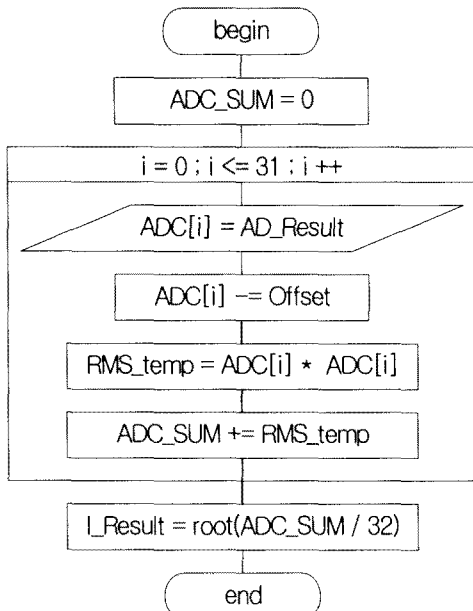 begin
ADC_SUM = 0
i = 0 ; i <= 31 ; i ++
ADC[i] = AD_Result
ADC[i] -= Offset
RMS_temp = ADC[i] * ADC[i]
ADC_SUM += RMS_temp
I_Result = root(ADC_SUM / 32)
end